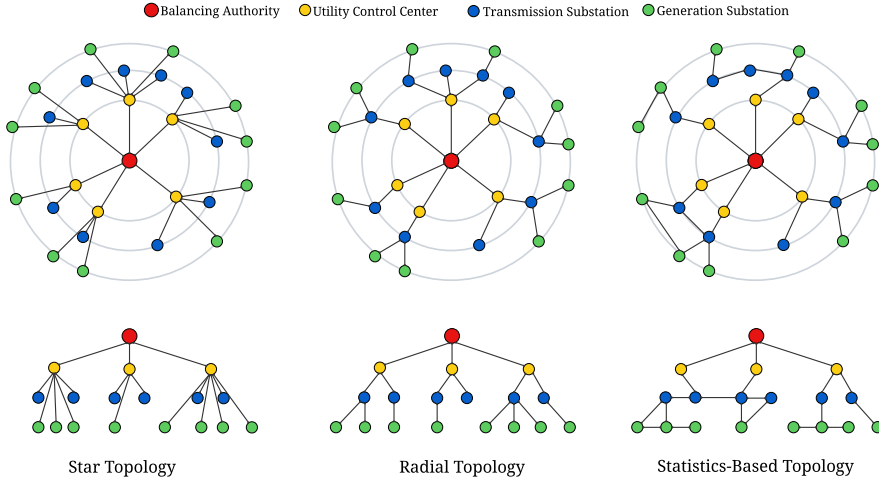 Balancing Authority Utility Control Center Transmission Substation Generation Substation
Star Topology Radial Topology Statistics-Based Topology